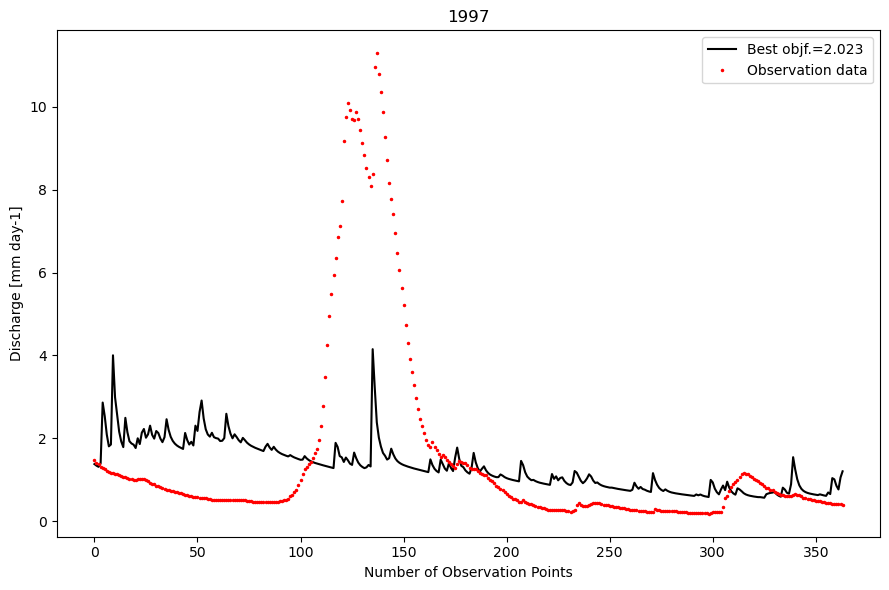 1997
Best objf.=2.023
Observation data
Discharge [mm day-1]
10
8
6
4
2
0
0 50 100 150 200 250 300 350
Number of Observation Points